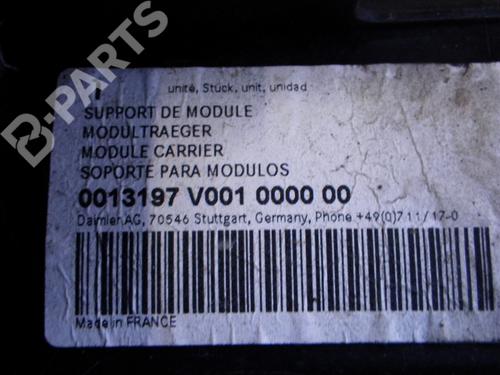 unité, Stück, unit, unidad
SUPPORT DE MODULE
MODULTRAEGER
MODULE CARRIER
SOPORTE PARA MODULOS
0013197 V001 0000 00
Daimler AG, 70546 Stuttgart, Germany, Phone +49(0)711/17-0
Made in FRANCE
B-PARTS